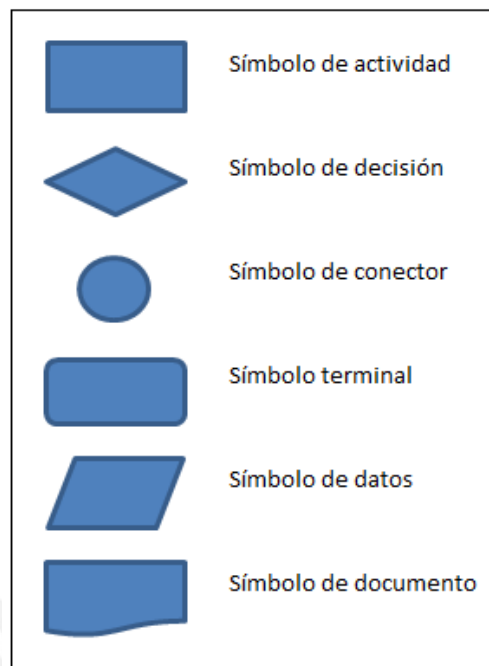 Símbolo de actividad
Símbolo de decisión
Símbolo de conector
Símbolo terminal
Símbolo de datos
Símbolo de documento